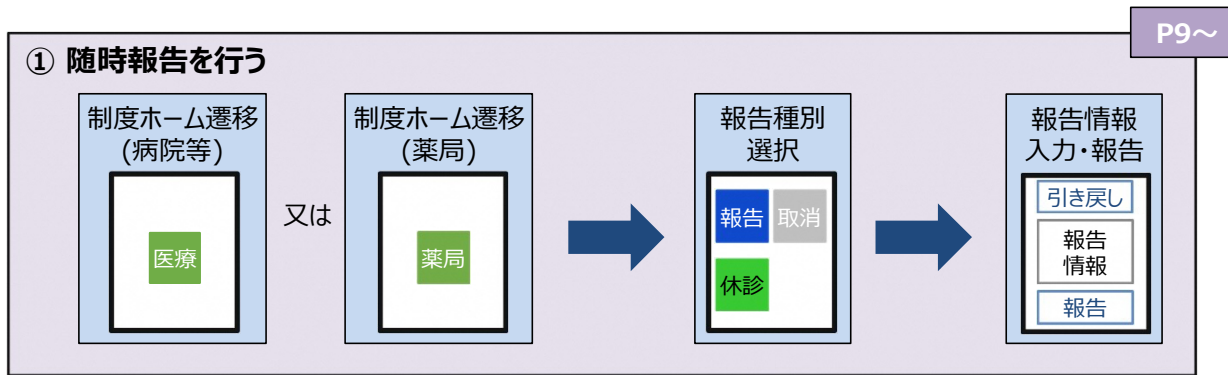 P9～
① 随時報告を行う
制度ホーム遷移
(病院等)
医療
又は
制度ホーム遷移
(薬局)
薬局
報告種別
選択
報告
取消
休診
報告情報
入力・報告
引き戻し
報告
情報
報告